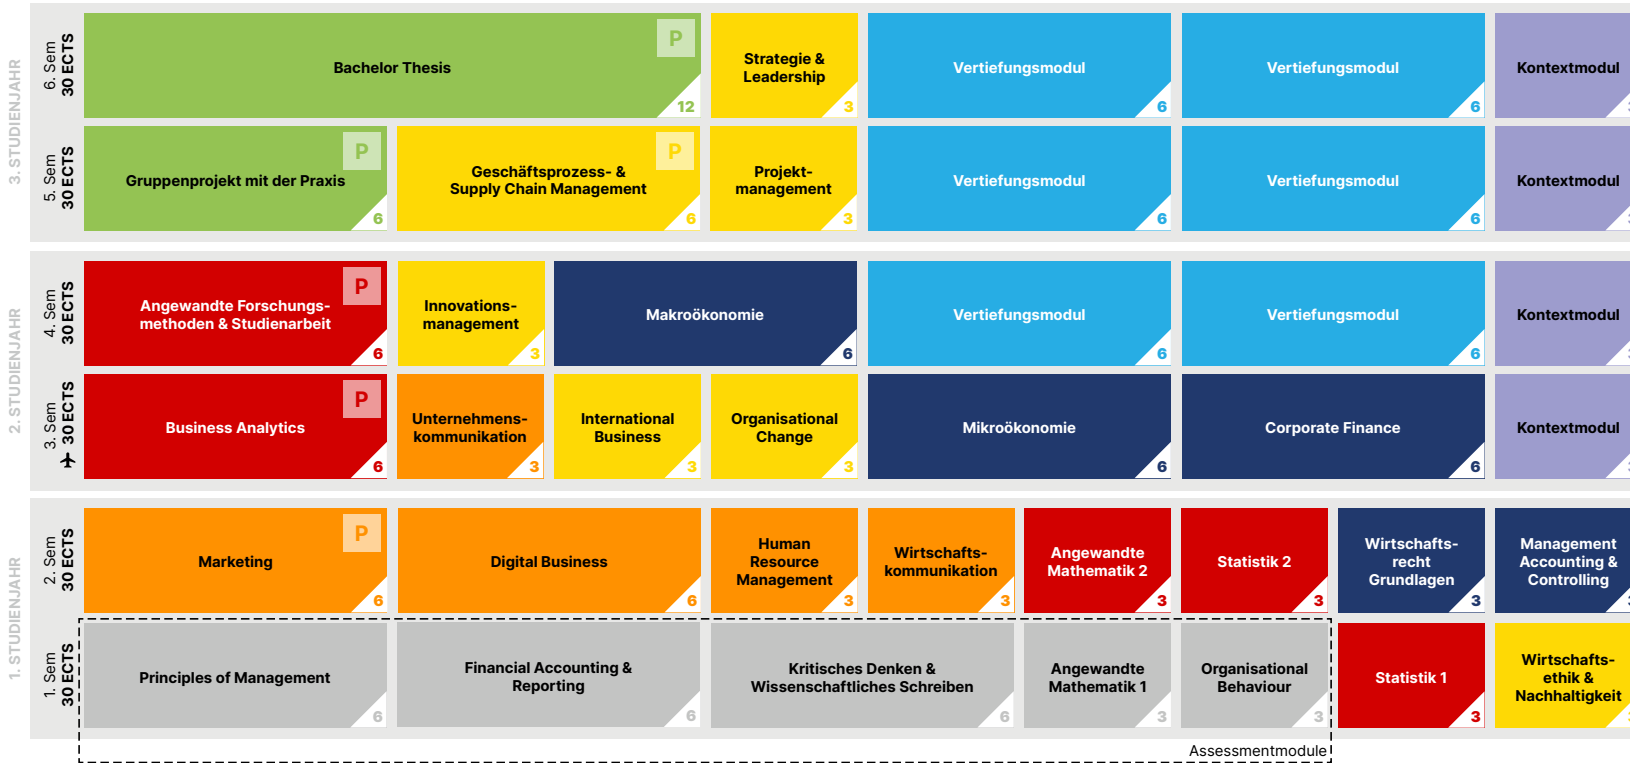 3. STUDIENJAHR
6. Sem
30 ECTS
Bachelor Thesis
P
12
Strategie &
Leadership
3
Vertiefungsmodul
6
Vertiefungsmodul
6
Kontextmodul
5. Sem
30 ECTS
Gruppenprojekt mit der Praxis
P
6
Geschäftsprozess- &
Supply Chain Management
P
6
Projekt-
management
3
Vertiefungsmodul
6
Vertiefungsmodul
6
Kontextmodul
2. STUDIENJAHR
4. Sem
30 ECTS
Angewandte Forschungs-
methoden & Studienarbeit
P
6
Innovations-
management
3
Makroökonomie
6
Vertiefungsmodul
6
Vertiefungsmodul
6
Kontextmodul
3. Sem
30 ECTS
Business Analytics
P
6
Unternehmens-
kommunikation
3
International
Business
3
Organisational
Change
3
Mikroökonomie
6
Corporate Finance
6
Kontextmodul
1. STUDIENJAHR
2. Sem
30 ECTS
Marketing
P
6
Digital Business
6
Human
Resource
Management
3
Wirtschafts-
kommunikation
3
Angewandte
Mathematik 2
3
Statistik 2
3
Wirtschafts-
recht
Grundlagen
3
Management
Accounting &
Controlling
1. Sem
30 ECTS
Principles of Management
6
Financial Accounting &
Reporting
6
Kritisches Denken &
Wissenschaftliches Schreiben
6
Angewandte
Mathematik 1
3
Organisational
Behaviour
3
Statistik 1
3
Wirtschafts-
ethik &
Nachhaltigkeit
Assessmentmodule